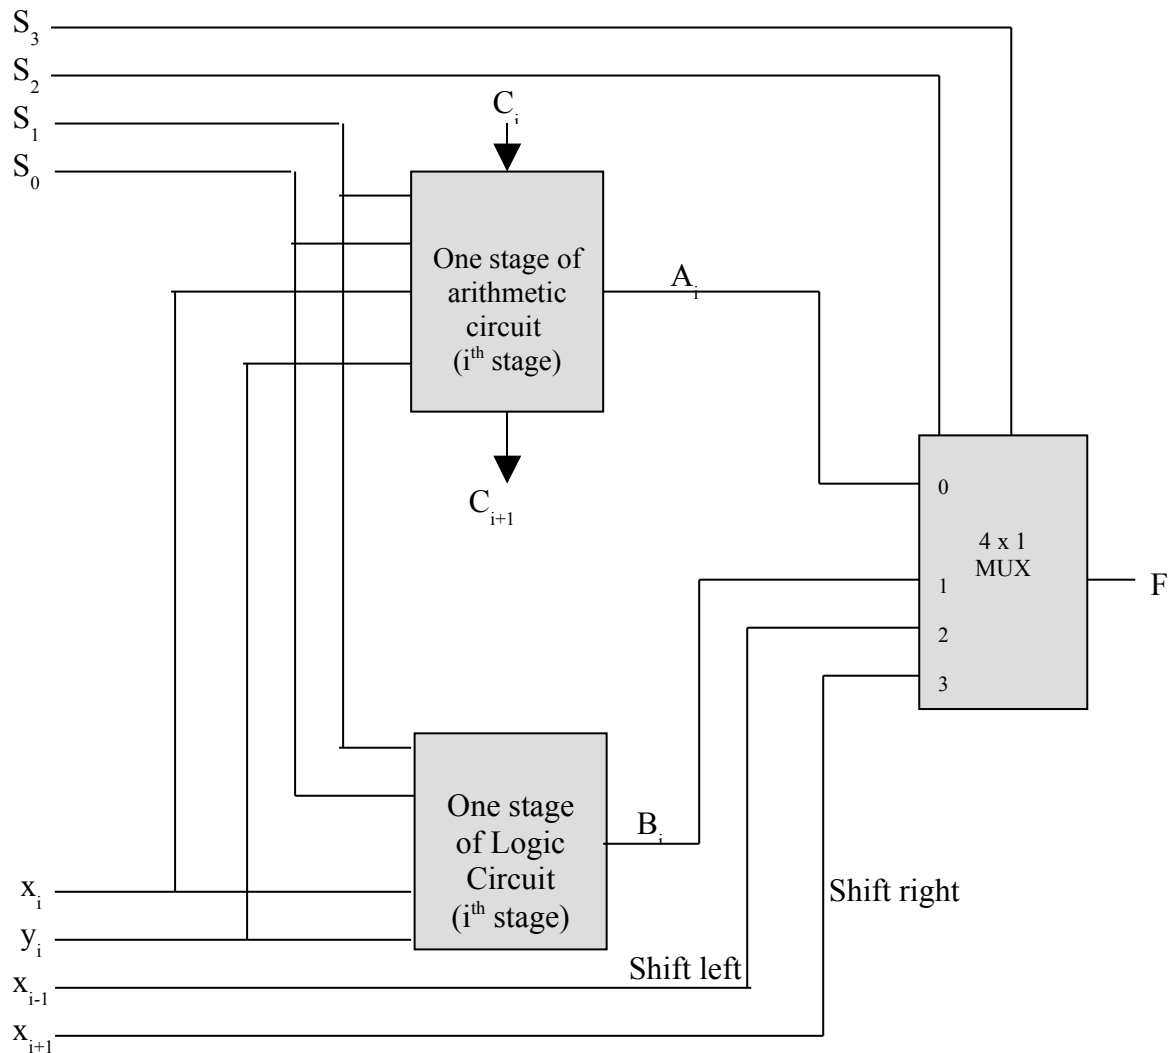 S₃
S₂
S₁
S₀
Cᵢ
One stage of
arithmetic
circuit
(iᵗʰ stage)
Aᵢ
Cᵢ₊₁
0
4 x 1
MUX
1
2
3
F
One stage
of Logic
Circuit
(iᵗʰ stage)
Bᵢ
Shift right
Shift left
xᵢ
yᵢ
xᵢ₋₁
xᵢ₊₁